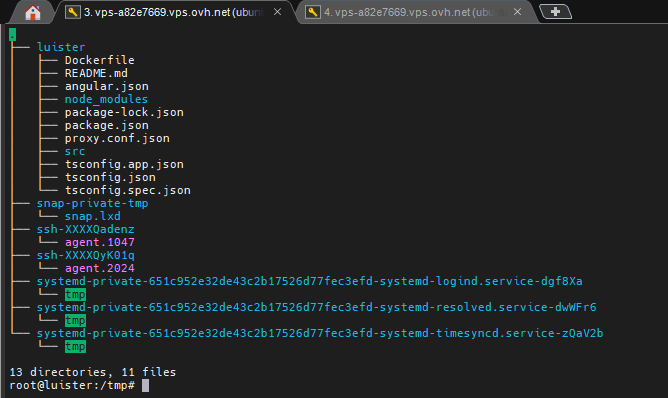 3. vps-a82e7669.vps.ovh.net (ubun
4. vps-a82e7669.vps.ovh.net (ubun
.
├── luister
│   ├── Dockerfile
│   ├── README.md
│   ├── angular.json
│   ├── node_modules
│   ├── package-lock.json
│   ├── package.json
│   ├── proxy.conf.json
│   ├── src
│   ├── tsconfig.app.json
│   ├── tsconfig.json
│   └── tsconfig.spec.json
├── snap-private-tmp
│   └── snap.lxd
├── ssh-XXXXQadenz
│   └── agent.1047
├── ssh-XXXXQyK01q
│   └── agent.2024
├── systemd-private-651c952e32de43c2b17526d77fec3efd-systemd-logind.service-dgf8Xa
│   └── tmp
├── systemd-private-651c952e32de43c2b17526d77fec3efd-systemd-resolved.service-dwWFr6
│   └── tmp
└── systemd-private-651c952e32de43c2b17526d77fec3efd-systemd-timesyncd.service-zQaV2b
    └── tmp
13 directories, 11 files
root@luister:/tmp#